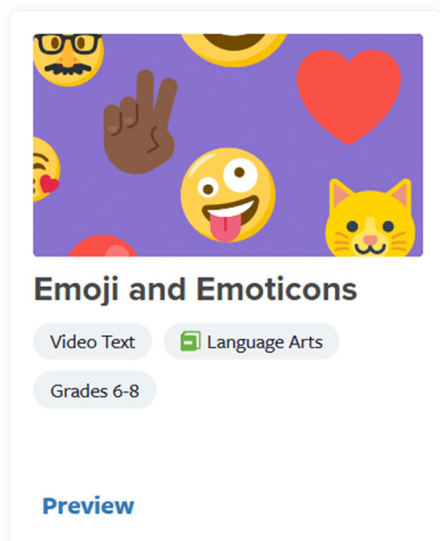 Emoji and Emoticons
Video Text
Language Arts
Grades 6-8
Preview